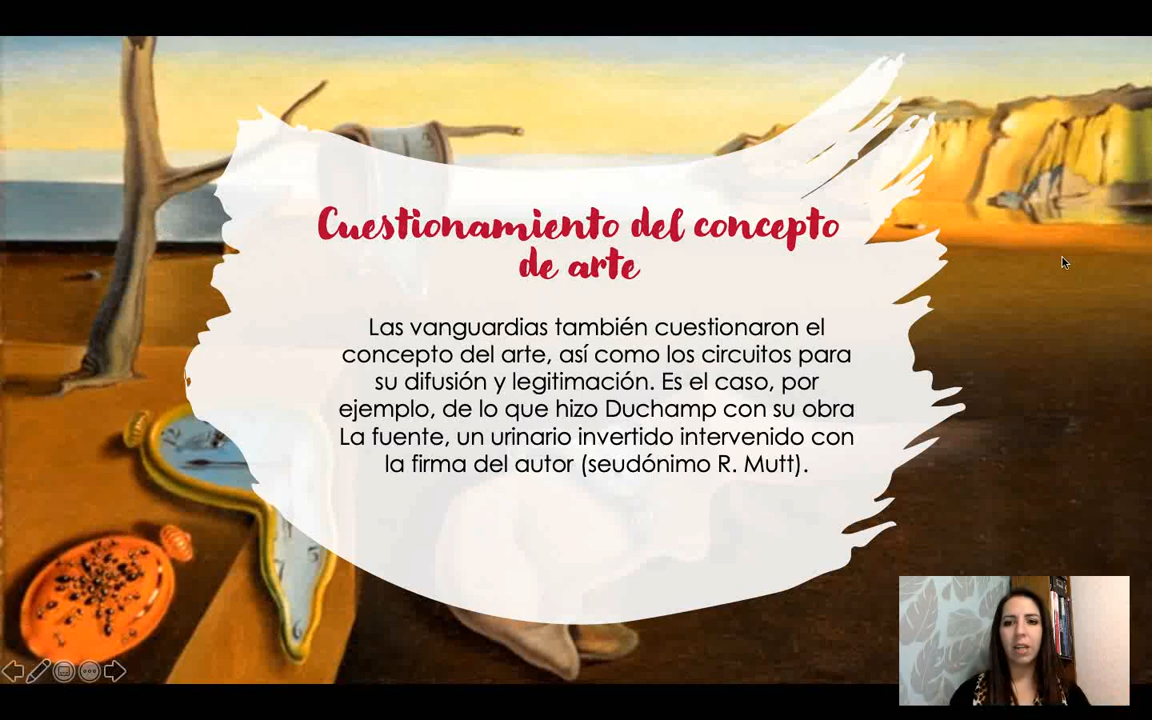 Cuestionamiento del concepto
de arte
Las vanguardias también cuestionaron el
concepto del arte, así como los circuitos para
su difusión y legitimación. Es el caso, por
ejemplo, de lo que hizo Duchamp con su obra
La fuente, un urinario invertido intervenido con
la firma del autor (seudónimo R. Mutt).